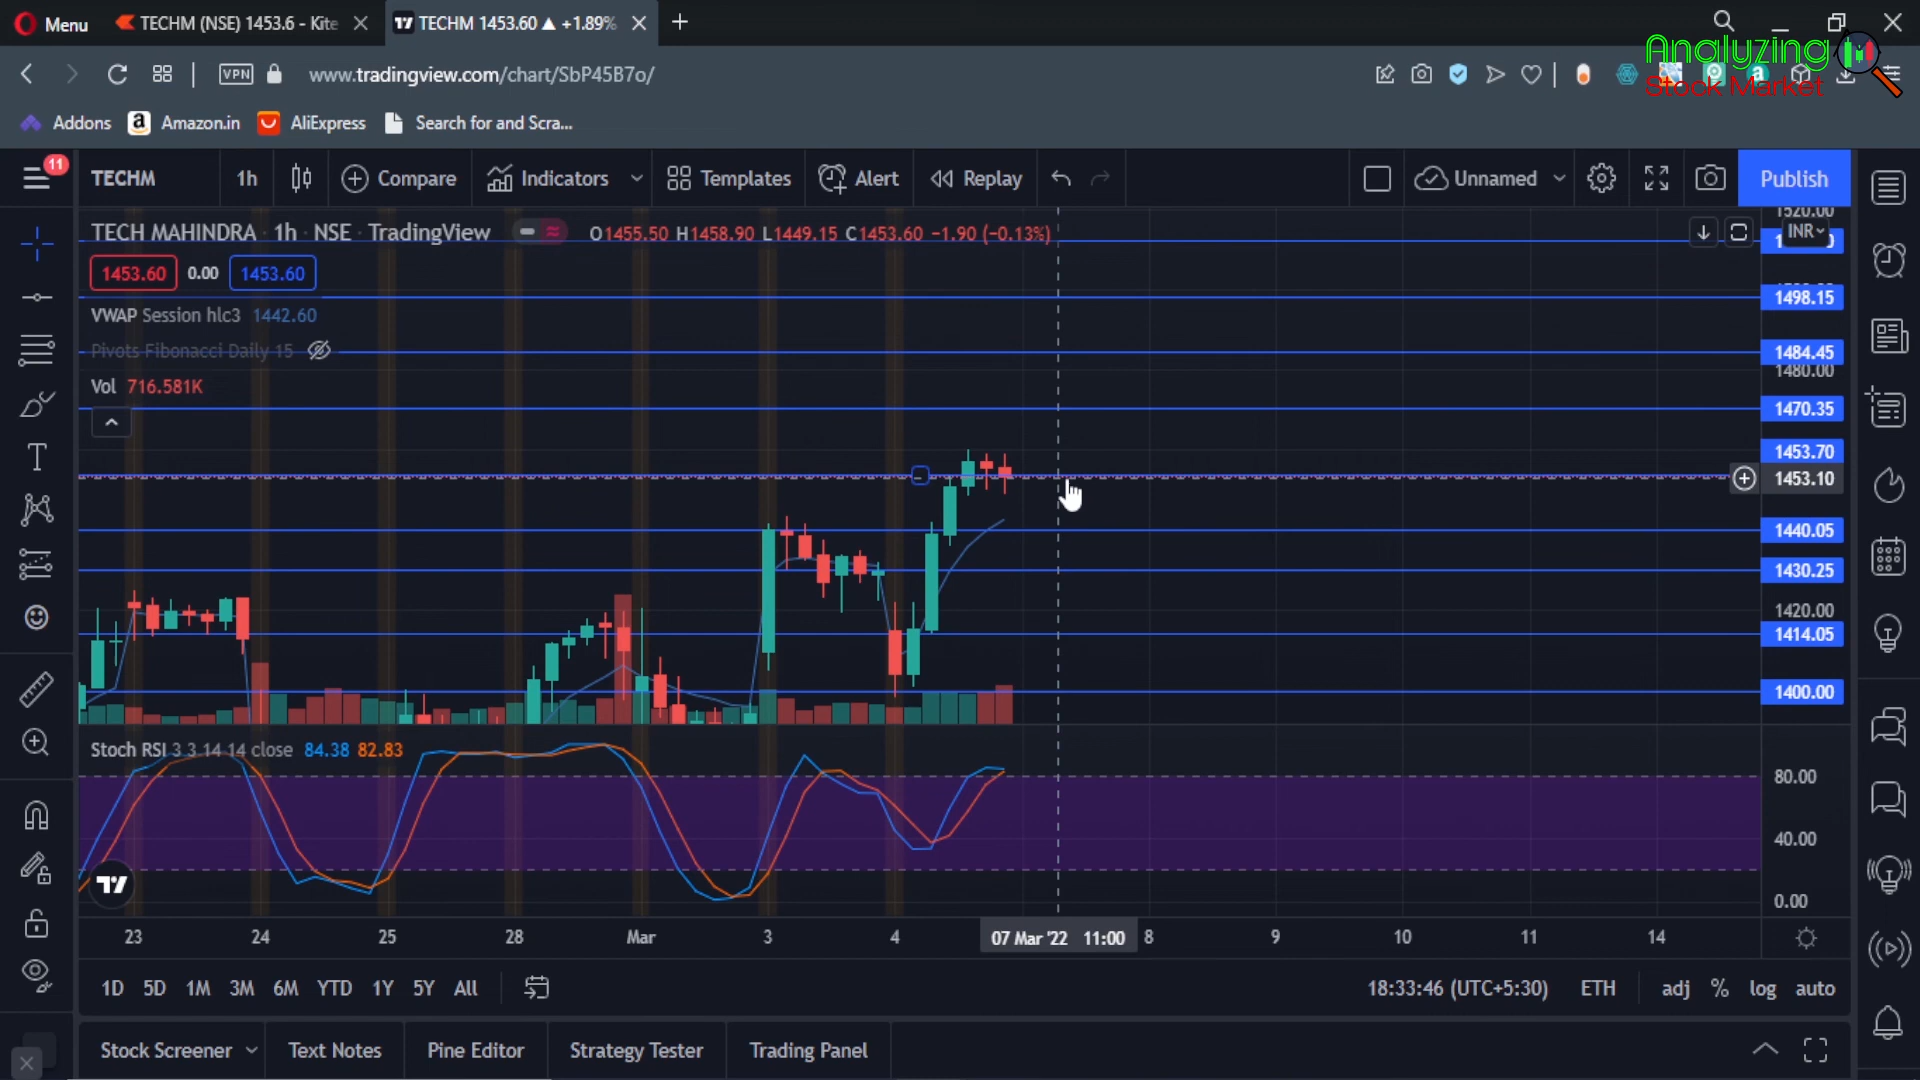 Menu
TECHM (NSE) 1453.6 - Kite
TECHM 1453.60 ▲ +1.89%
VPN
www.tradingview.com/chart/SbP45B7o/
Analyzing
Stock Market
Addons
Amazon.in
AliExpress
Search for and Scra...
11
TECHM
1h
Compare
Indicators
Templates
Alert
Replay
Unnamed
Publish
TECH MAHINDRA · 1h · NSE · TradingView
O1455.50 H1458.90 L1449.15 C1453.60 −1.90 (−0.13%)
1520.00
INR
1453.60 0.00 1453.60
1498.15
VWAP Session hlc3 1442.60
Pivots Fibonacci Daily 15
1484.45
1480.00
Vol 716.581K
1470.35
1453.70
1453.10
1440.05
1430.25
1420.00
1414.05
1400.00
Stoch RSI 3 3 14 14 close 84.38 82.83
80.00
40.00
0.00
23 24 25 28 Mar 3 4 07 Mar '22 11:00 8 9 10 11 14
1D 5D 1M 3M 6M YTD 1Y 5Y All
18:33:46 (UTC+5:30) ETH adj % log auto
Stock Screener
Text Notes
Pine Editor
Strategy Tester
Trading Panel